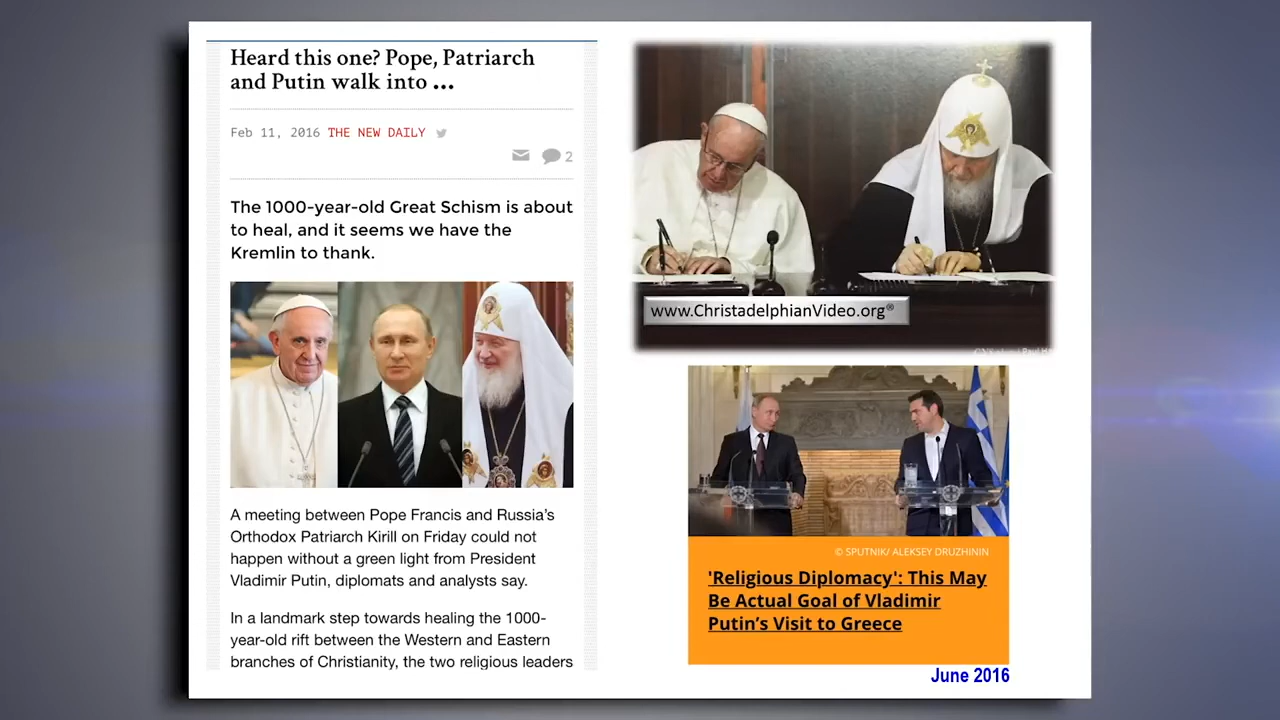 Heard this one? Pope, Patriarch
and Putin walk into ...
Feb 11, 2016 THE NEW DAILY
2
The 1000-year-old Great Schism is about
to heal, and it seems we have the
Kremlin to thank.
A meeting between Pope Francis and Russia's
Orthodox Patriarch Kirill on Friday could not
happen without a green light from President
Vladimir Putin, diplomats and analysts say.
In a landmark step towards healing the 1000-
year-old rift between the Western and Eastern
branches of Christianity, the two religious leaders
www.ChristadelphianVideo.org®
© SPUTNIK/ ALEKSEY DRUZHININ
'Religious Diplomacy': This May
Be Actual Goal of Vladimir
Putin's Visit to Greece
June 2016